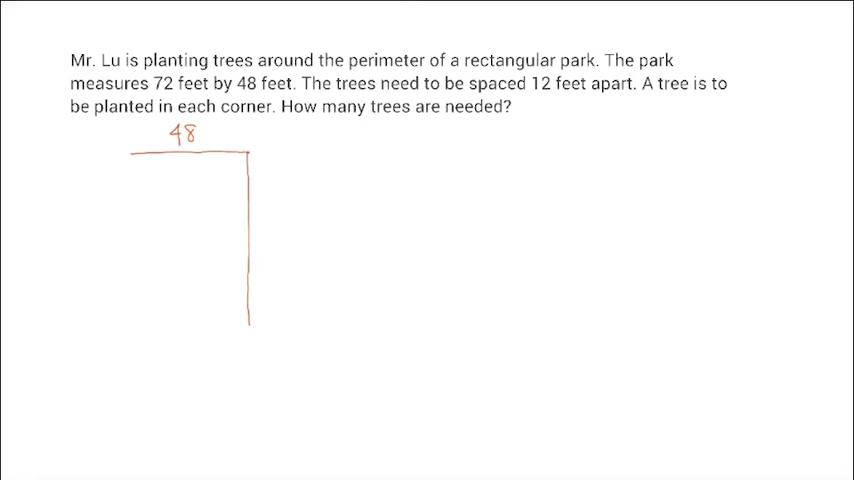 Mr. Lu is planting trees around the perimeter of a rectangular park. The park
measures 72 feet by 48 feet. The trees need to be spaced 12 feet apart. A tree is to
be planted in each corner. How many trees are needed?
48